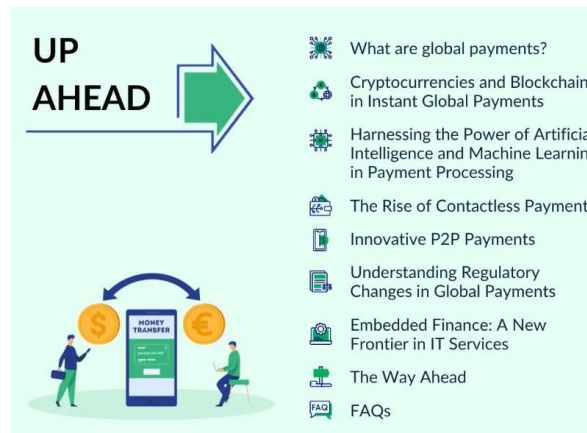 UP
AHEAD
What are global payments?
Cryptocurrencies and Blockchain
in Instant Global Payments
Harnessing the Power of Artificia
Intelligence and Machine Learnin
in Payment Processing
The Rise of Contactless Payment
Innovative P2P Payments
Understanding Regulatory
Changes in Global Payments
Embedded Finance: A New
Frontier in IT Services
The Way Ahead
FAQ
FAQs
$
€
MONEY
TRANSFER